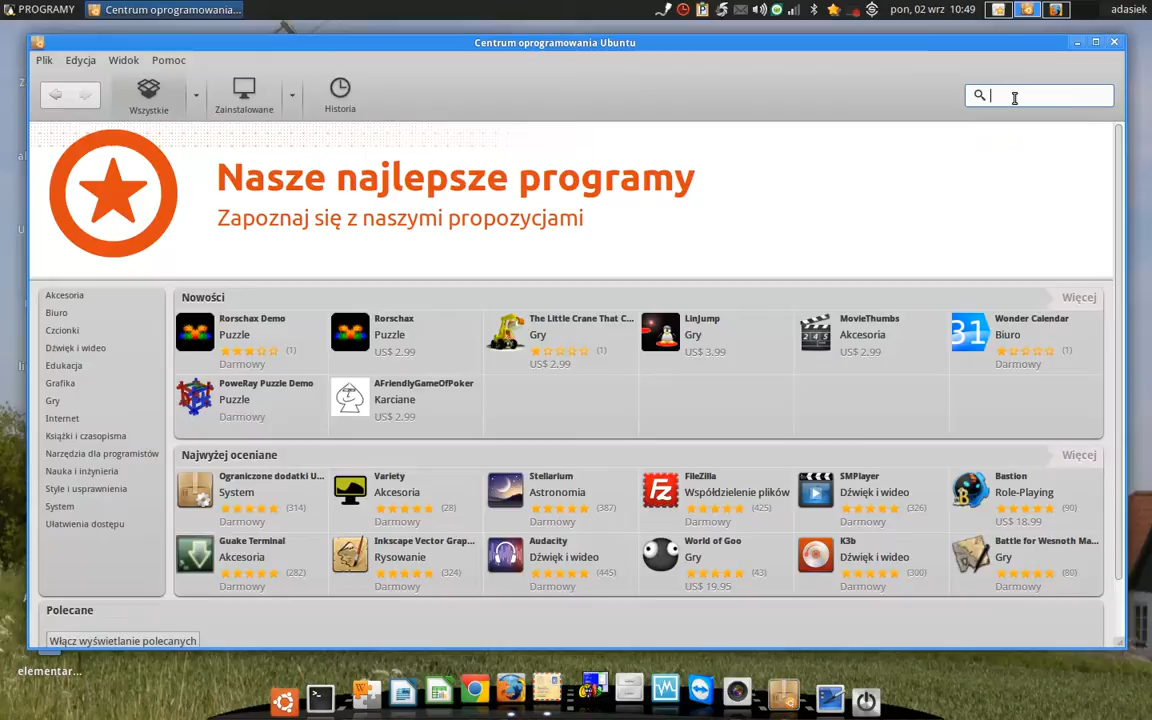 PROGRAMY
Centrum oprogramowania...
pon, 02 wrz 10:49
adasiek
Centrum oprogramowania Ubuntu
Plik Edycja Widok Pomoc
Wszystkie Zainstalowane Historia
Nasze najlepsze programy
Zapoznaj się z naszymi propozycjami
Akcesoria
Biuro
Czcionki
Dźwięk i wideo
Edukacja
Grafika
Gry
Internet
Książki i czasopisma
Narzędzia dla programistów
Nauka i inżynieria
Style i usprawnienia
System
Ułatwienia dostępu
Nowości Więcej
Rorschax Demo
Puzzle
(1)
Darmowy
Rorschax
Puzzle
US$ 2.99
The Little Crane That C...
Gry
(1)
US$ 2.99
LinJump
Gry
US$ 3.99
MovieThumbs
Akcesoria
US$ 2.99
31
Wonder Calendar
Biuro
(1)
Darmowy
PoweRay Puzzle Demo
Puzzle
Darmowy
AFriendlyGameOfPoker
Karciane
US$ 2.99
Najwyżej oceniane Więcej
Ograniczone dodatki U...
System
(314)
Darmowy
Variety
Akcesoria
(28)
Darmowy
Stellarium
Astronomia
(387)
Darmowy
Fz
FileZilla
Współdzielenie plików
(425)
Darmowy
SMPlayer
Dźwięk i wideo
(326)
Darmowy
Bastion
Role-Playing
(90)
US$ 18.99
Guake Terminal
Akcesoria
(282)
Darmowy
Inkscape Vector Grap...
Rysowanie
(324)
Darmowy
Audacity
Dźwięk i wideo
(445)
Darmowy
World of Goo
Gry
(43)
US$ 19.95
K3b
Dźwięk i wideo
(300)
Darmowy
Battle for Wesnoth Ma...
Gry
(80)
Darmowy
Polecane
Włącz wyświetlanie polecanych
elementar...